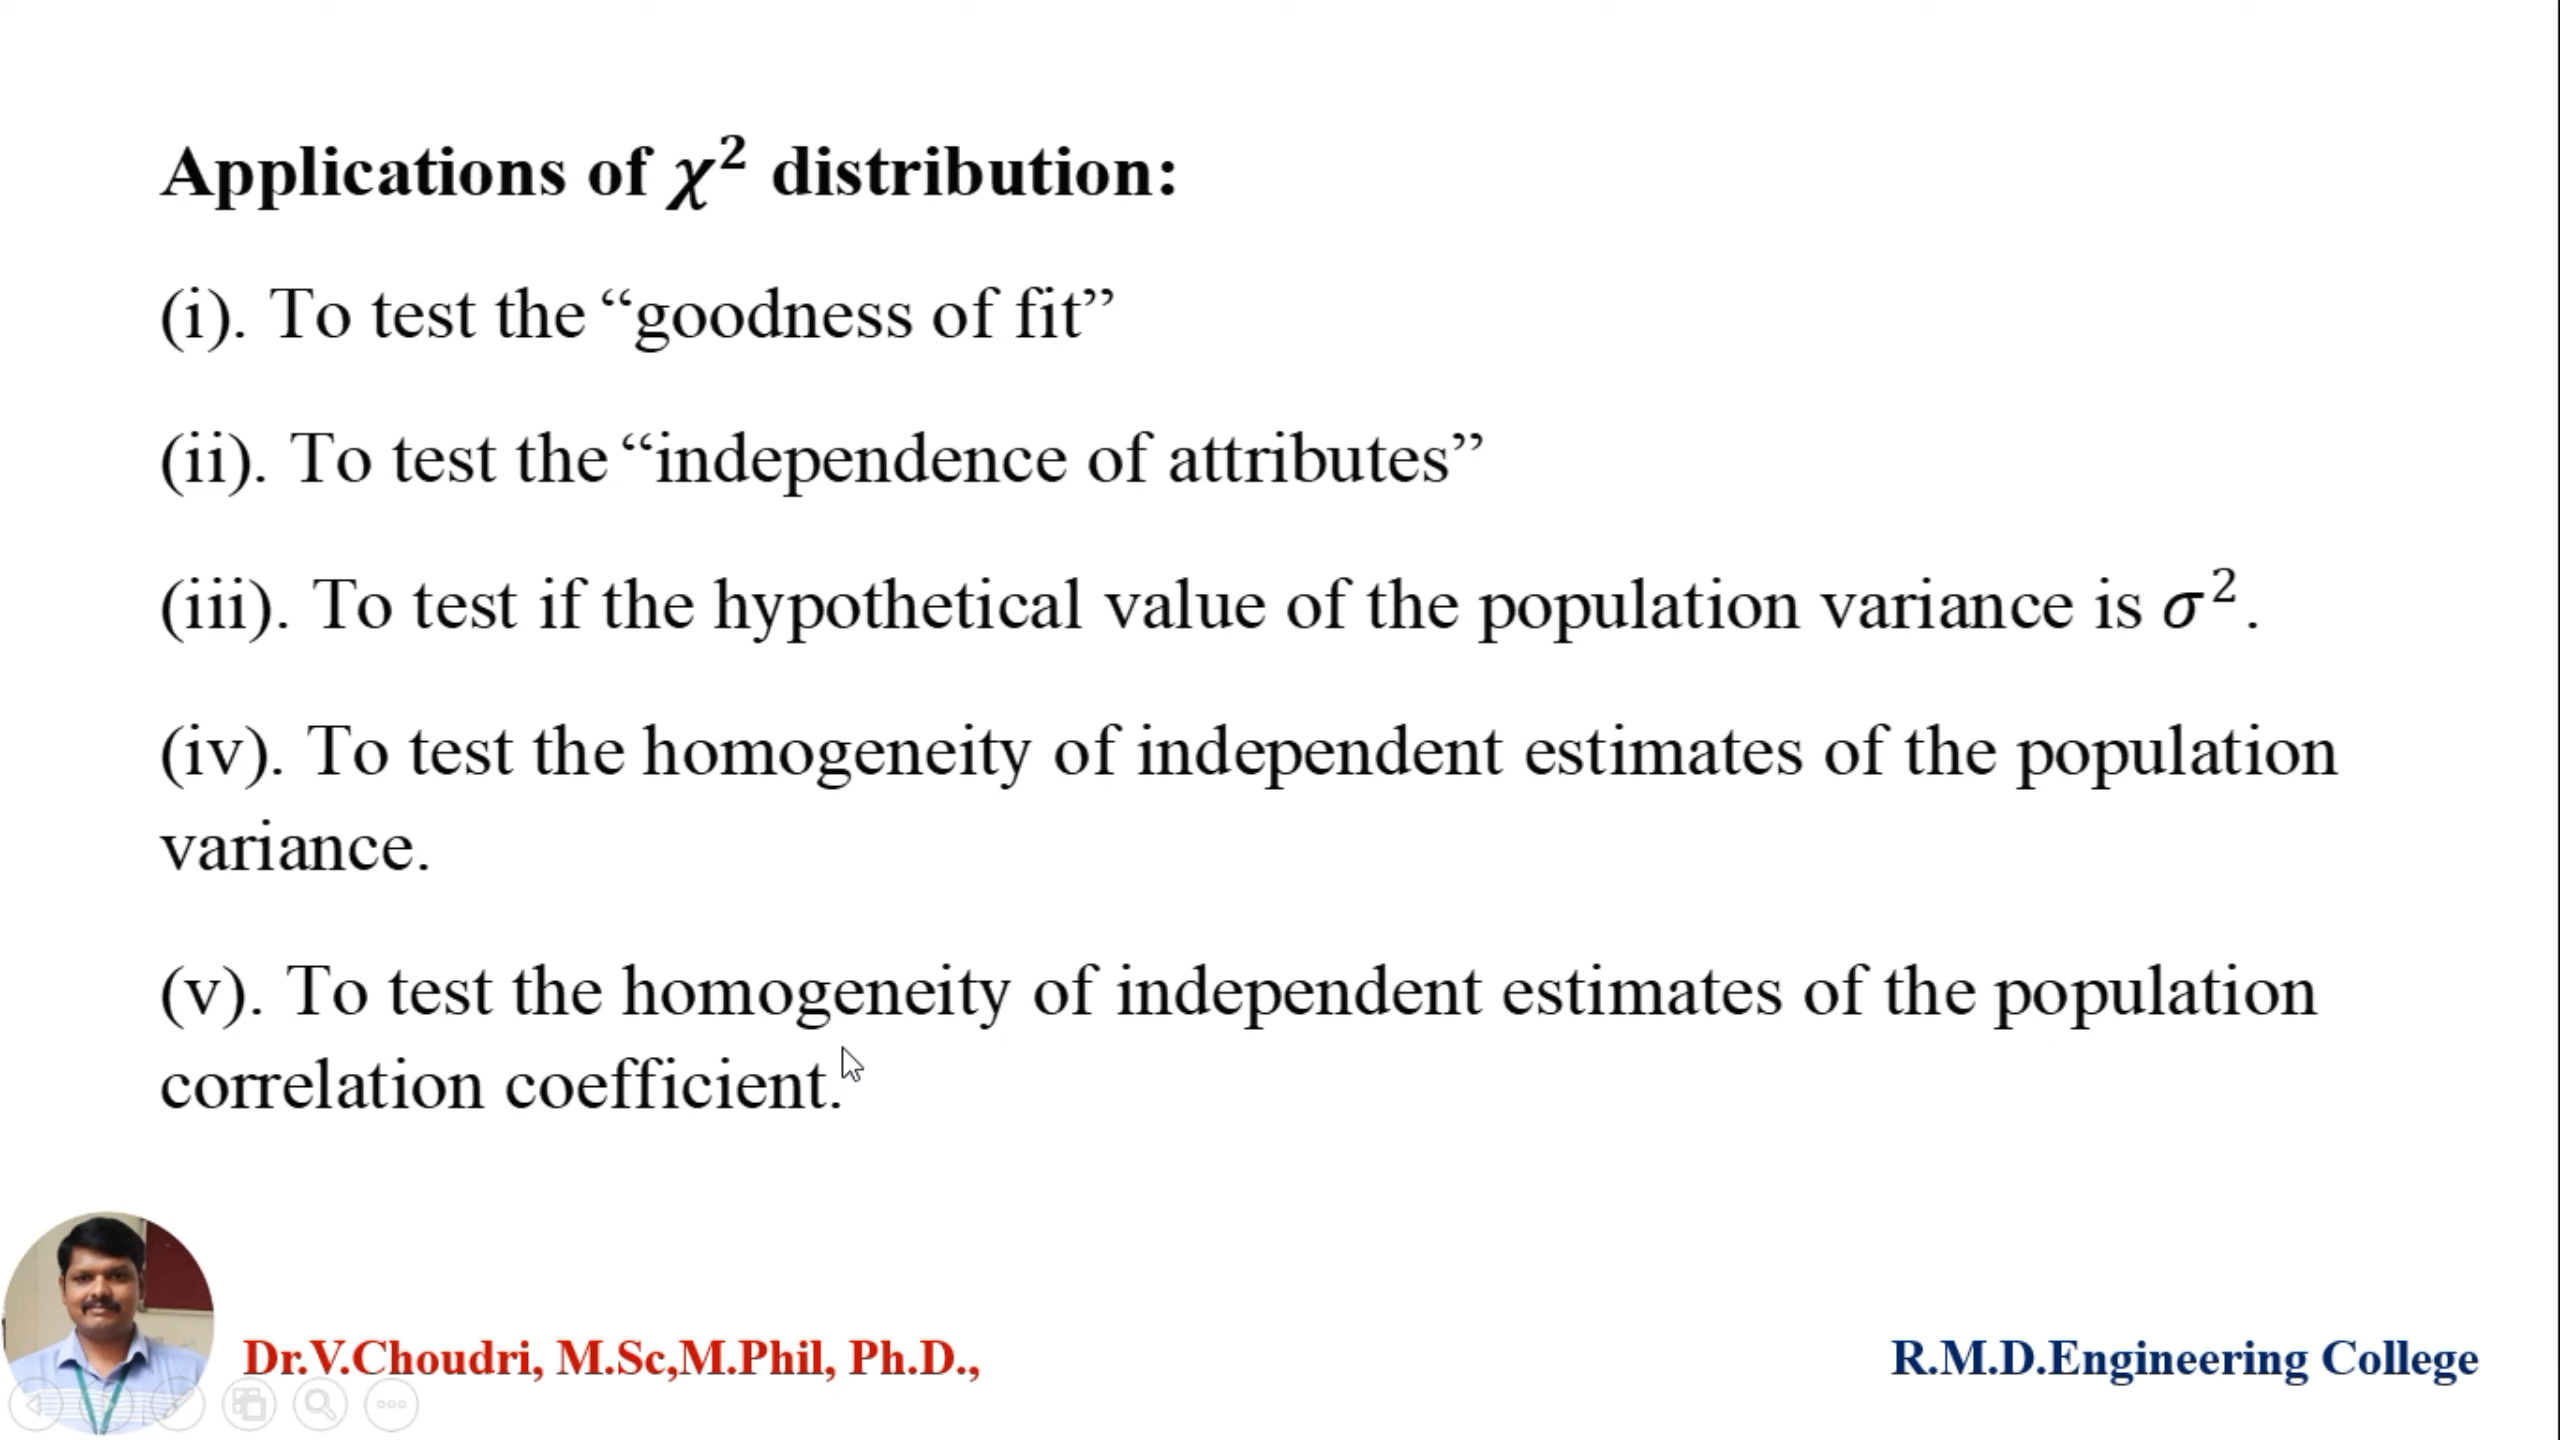 Applications of χ² distribution:
(i). To test the “goodness of fit”
(ii). To test the “independence of attributes”
(iii). To test if the hypothetical value of the population variance is σ².
(iv). To test the homogeneity of independent estimates of the population
variance.
(v). To test the homogeneity of independent estimates of the population
correlation coefficient.
Dr.V.Choudri, M.Sc,M.Phil, Ph.D.,
R.M.D.Engineering College